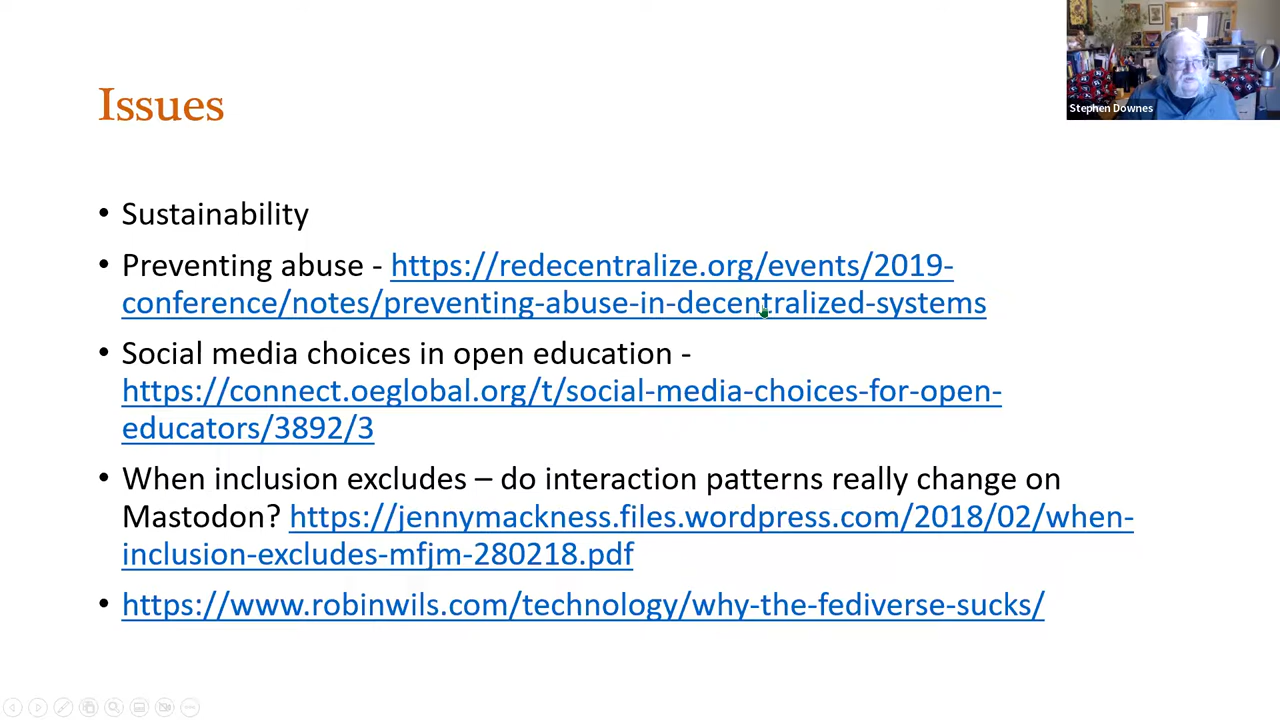 Issues
Stephen Downes
• Sustainability
• Preventing abuse - https://redecentralize.org/events/2019-
conference/notes/preventing-abuse-in-decentralized-systems
• Social media choices in open education -
https://connect.oeglobal.org/t/social-media-choices-for-open-
educators/3892/3
• When inclusion excludes – do interaction patterns really change on
Mastodon? https://jennymackness.files.wordpress.com/2018/02/when-
inclusion-excludes-mfjm-280218.pdf
• https://www.robinwils.com/technology/why-the-fediverse-sucks/